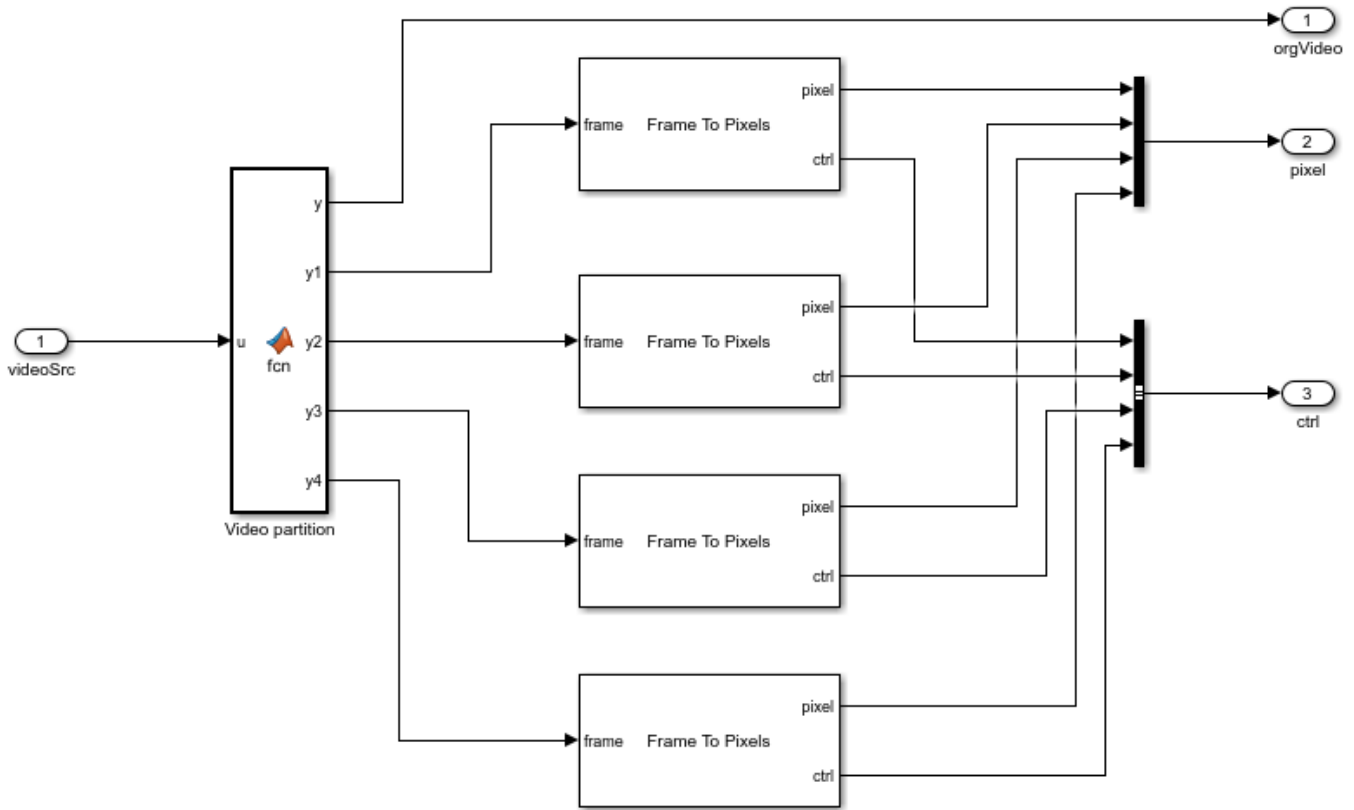 1
orgVideo
pixel
frame Frame To Pixels
ctrl
2
pixel
y
y1
1
videoSrc
u
fcn
y2
y3
y4
Video partition
pixel
frame Frame To Pixels
ctrl
3
ctrl
pixel
frame Frame To Pixels
ctrl
pixel
frame Frame To Pixels
ctrl